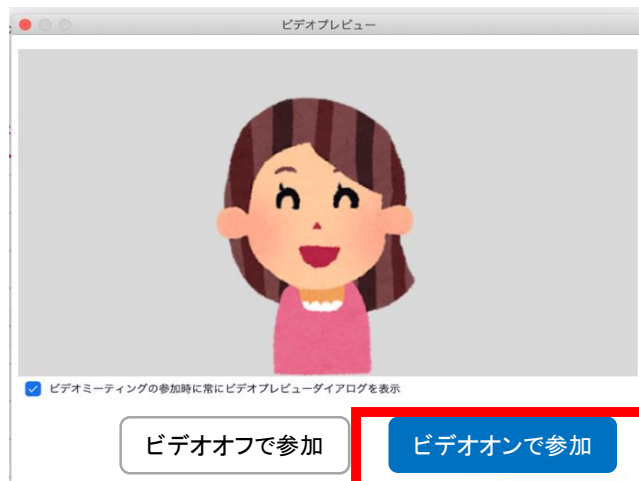 ビデオプレビュー
ビデオミーティングの参加時に常にビデオプレビューダイアログを表示
ビデオオフで参加
ビデオオンで参加